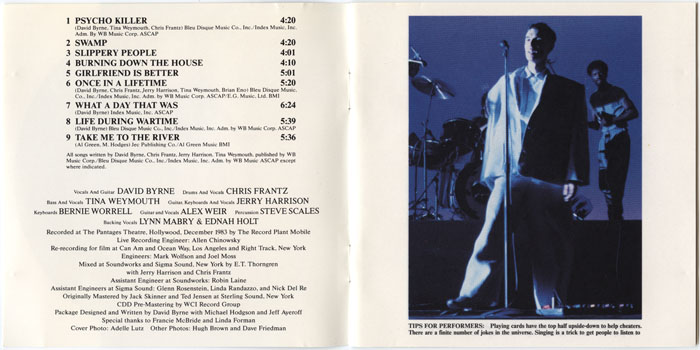 1 PSYCHO KILLER 4:20
(David Byrne, Tina Weymouth, Chris Frantz) Bleu Disque Music Co., Inc./Index Music, Inc.
Adm. By WB Music Corp. ASCAP
2 SWAMP 4:20
3 SLIPPERY PEOPLE 4:01
4 BURNING DOWN THE HOUSE 4:10
5 GIRLFRIEND IS BETTER 5:01
6 ONCE IN A LIFETIME 5:20
(David Byrne, Chris Frantz, Jerry Harrison, Tina Weymouth, Brian Eno) Bleu Disque Music,
Co., Inc./Index Music, Inc. Adm. by WB Music Corp. ASCAP/E.G. Music, Ltd. BMI
7 WHAT A DAY THAT WAS 6:24
(David Byrne) Index Music, Inc. ASCAP
8 LIFE DURING WARTIME 5:39
(David Byrne) Bleu Disque Music Co., Inc./Index Music, Inc. Adm. by WB Music Corp. ASCAP
9 TAKE ME TO THE RIVER 5:36
(Al Green, M. Hodges) Jec Publishing Co./Al Green Music BMI
All songs written by David Byrne, Chris Frantz, Jerry Harrison, Tina Weymouth, published by WB
Music Corp./Bleu Disque Music Co., Inc./Index Music, Inc. Adm. by WB Music Corp. ASCAP except
where indicated.
Vocals And Guitar DAVID BYRNE Drums And Vocals CHRIS FRANTZ
Bass And Vocals TINA WEYMOUTH Guitar, Keyboards And Vocals JERRY HARRISON
Keyboards BERNIE WORRELL Guitar and Vocals ALEX WEIR Percussion STEVE SCALES
Backing Vocals LYNN MABRY & EDNAH HOLT
Recorded at The Pantages Theatre, Hollywood, December 1983 by The Record Plant Mobile
Live Recording Engineer: Allen Chinowsky
Re-recording for film at Can Am and Ocean Way, Los Angeles and Right Track, New York
Engineers: Mark Wolfson and Joel Moss
Mixed at Soundworks and Sigma Sound, New York by E.T. Thorngren
with Jerry Harrison and Chris Frantz
Assistant Engineer at Soundworks: Robin Laine
Assistant Engineers at Sigma Sound: Glenn Rosenstein, Linda Randazzo, and Nick Del Re
Originally Mastered by Jack Skinner and Ted Jensen at Sterling Sound, New York
CDD Pre-Mastering by WCI Record Group
Package Designed and Written by David Byrne with Michael Hodgson and Jeff Ayeroff
Special thanks to Francie McBride and Linda Forman
Cover Photo: Adelle Lutz Other Photos: Hugh Brown and Dave Friedman
TIPS FOR PERFORMERS: Playing cards have the top half upside-down to help cheaters.
There are a finite number of jokes in the universe. Singing is a trick to get people to listen to